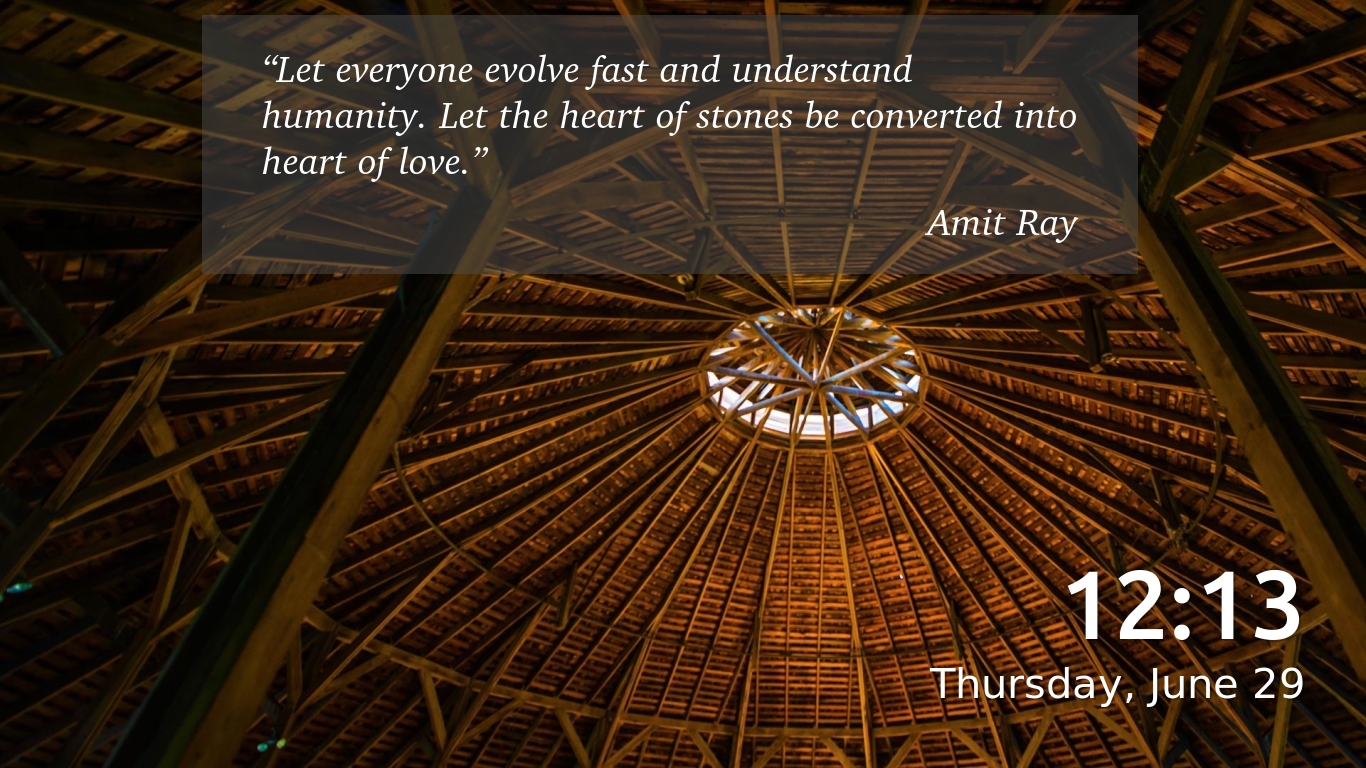 “Let everyone evolve fast and understand
humanity. Let the heart of stones be converted into
heart of love.”
Amit Ray
12:13
Thursday, June 29